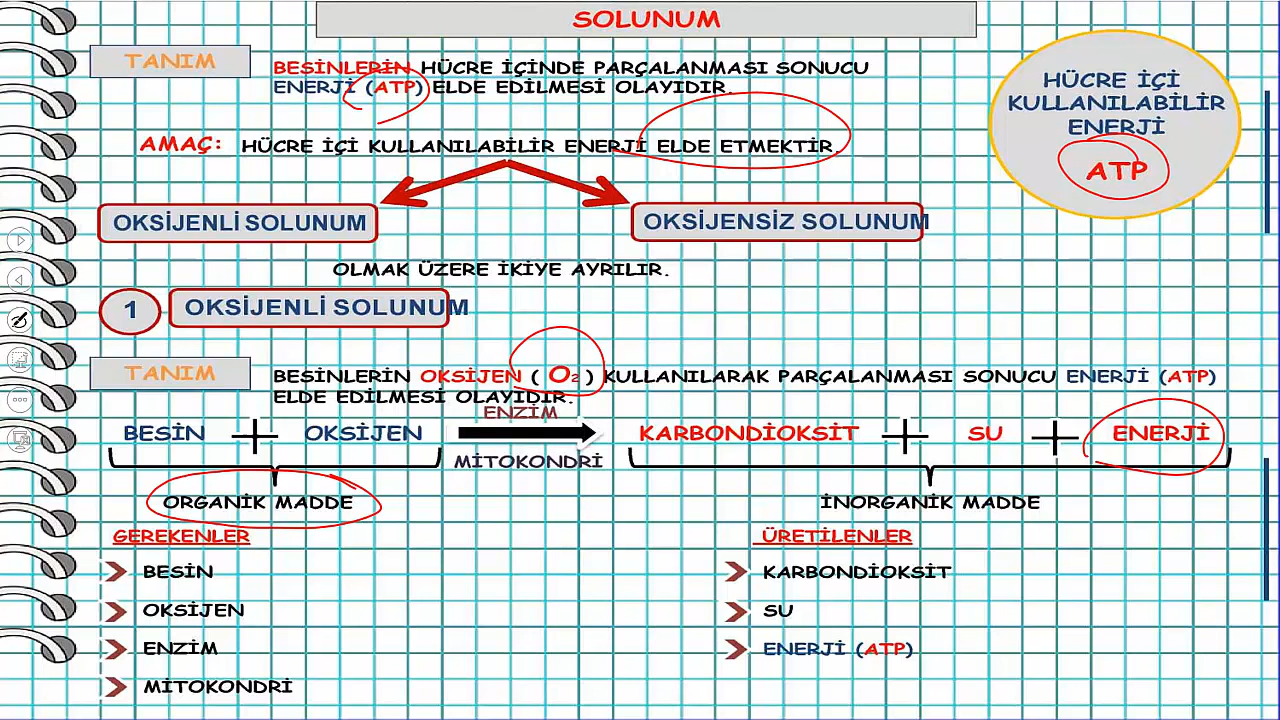 SOLUNUM
TANIM
BESİNLERİN HÜCRE İÇİNDE PARÇALANMASI SONUCU
ENERJİ (ATP) ELDE EDİLMESİ OLAYIDIR.
HÜCRE İÇİ
KULLANILABİLİR
ENERJİ
ATP
AMAÇ: HÜCRE İÇİ KULLANILABİLİR ENERJİ ELDE ETMEKTİR.
OKSİJENLİ SOLUNUM
OKSİJENSİZ SOLUNUM
OLMAK ÜZERE İKİYE AYRILIR.
1 OKSİJENLİ SOLUNUM
TANIM
BESİNLERİN OKSİJEN ( O₂ ) KULLANILARAK PARÇALANMASI SONUCU ENERJİ (ATP)
ELDE EDİLMESİ OLAYIDIR.
ENZİM
BESİN + OKSİJEN KARBONDİOKSİT + SU + ENERJİ
MİTOKONDRİ
ORGANİK MADDE
İNORGANİK MADDE
GEREKENLER
BESİN
OKSİJEN
ENZİM
MİTOKONDRİ
ÜRETİLENLER
KARBONDİOKSİT
SU
ENERJİ (ATP)